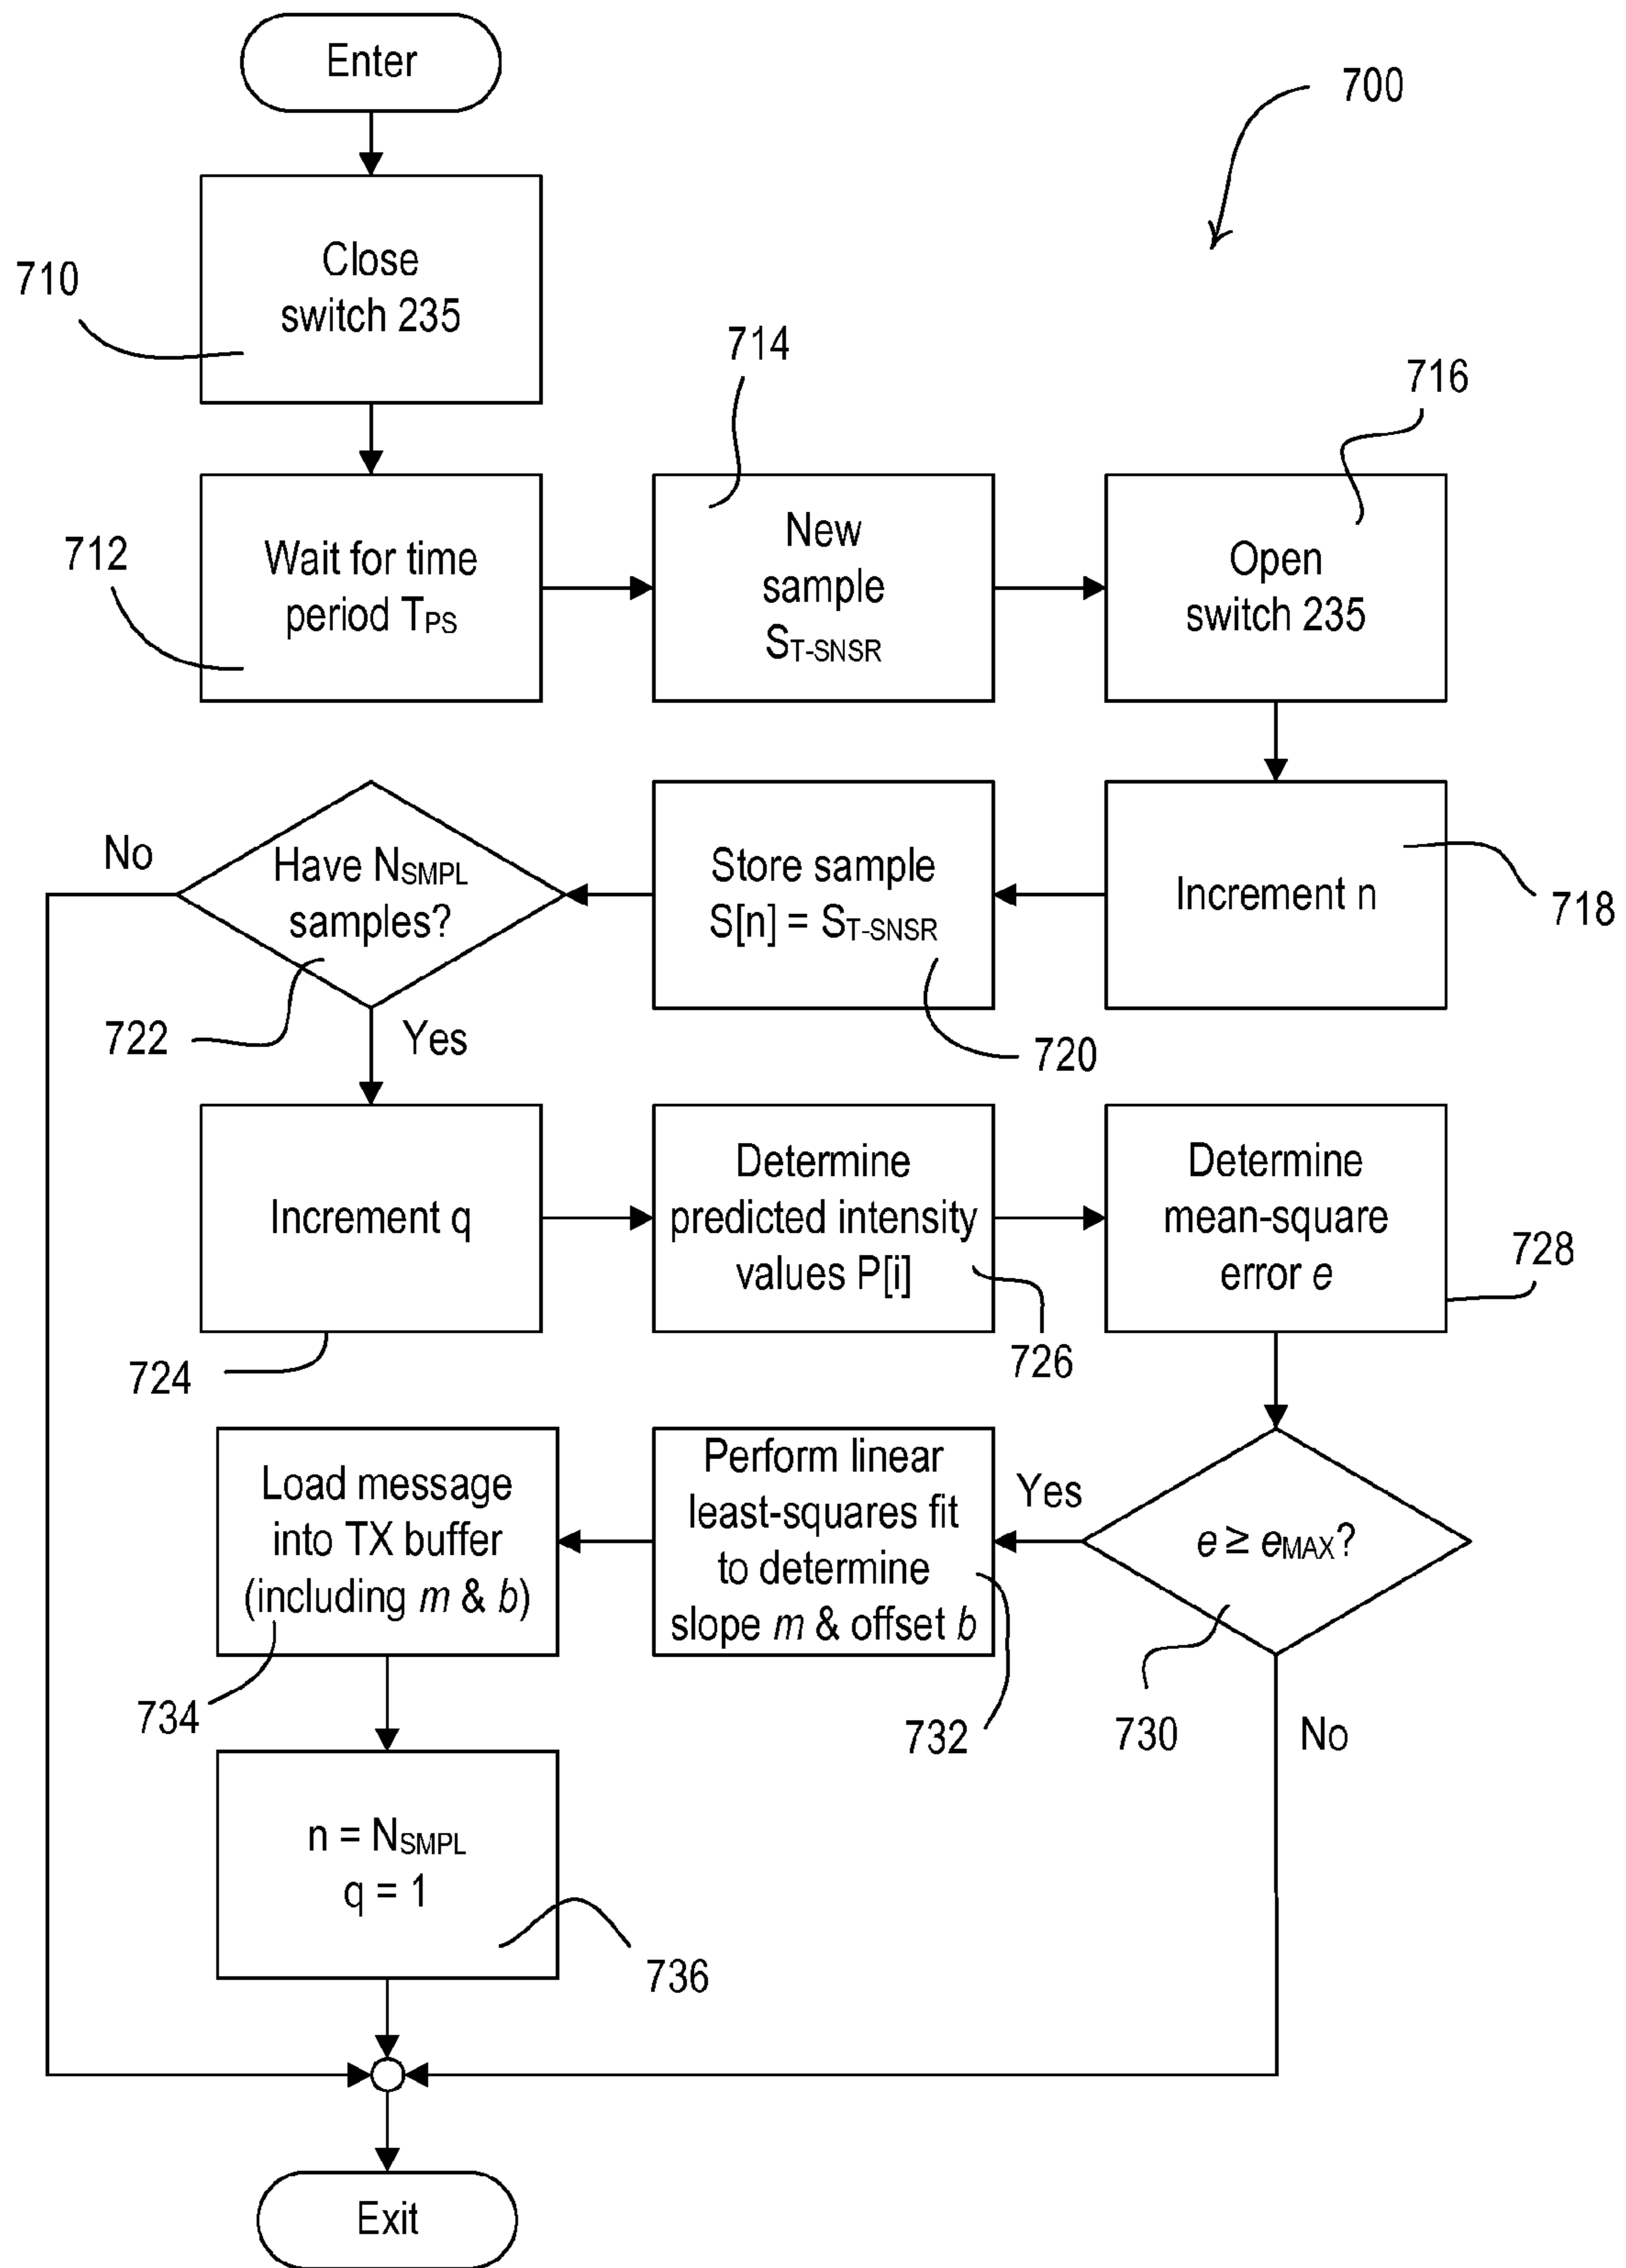 Enter
700
Close
switch 235
710
714
716
Wait for time
period TPS
712
New
sample
ST-SNSR
Open
switch 235
No
Have NSMPL
samples?
722
Yes
Store sample
S[n] = ST-SNSR
720
Increment n
718
Increment q
724
Determine
predicted intensity
values P[i]
726
Determine
mean-square
error e
728
Load message
into TX buffer
(including m & b)
734
Perform linear
least-squares fit
to determine
slope m & offset b
732
Yes
e ≥ eMAX?
730
No
n = NSMPL
q = 1
736
Exit